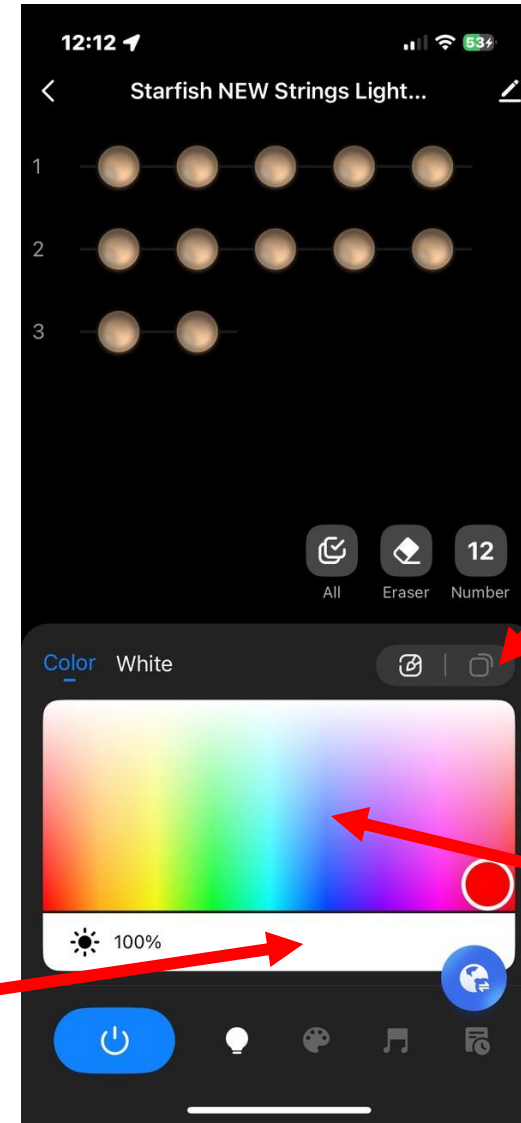 12:12
53
Starfish NEW Strings Light...
1
2
3
12
All Eraser Number
Color White
100%